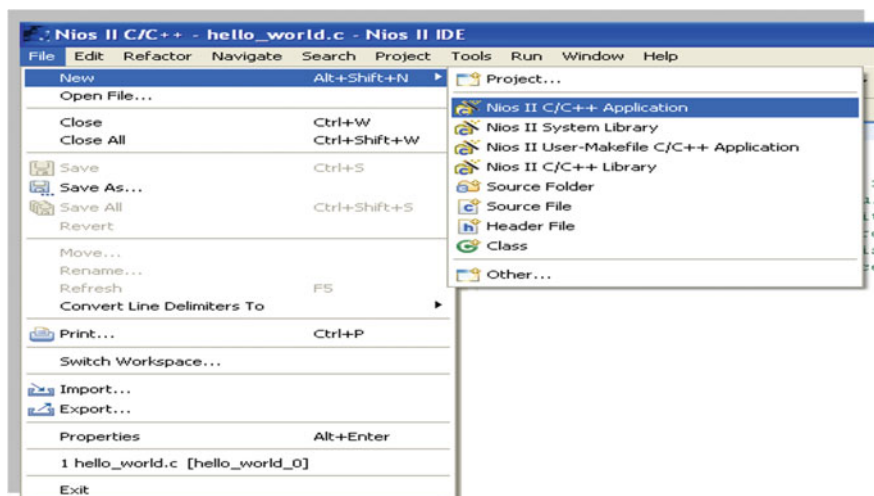 Nios II C/C++ - hello_world.c - Nios II IDE
File Edit Refactor Navigate Search Project Tools Run Window Help
New Alt+Shift+N
Open File...
Close Ctrl+W
Close All Ctrl+Shift+W
Save Ctrl+S
Save As...
Save All Ctrl+Shift+S
Revert
Move...
Rename...
Refresh F5
Convert Line Delimiters To
Print... Ctrl+P
Switch Workspace...
Import...
Export...
Properties Alt+Enter
1 hello_world.c [hello_world_0]
Exit
Project...
Nios II C/C++ Application
Nios II System Library
Nios II User-Makefile C/C++ Application
Nios II C/C++ Library
Source Folder
Source File
Header File
Class
Other...